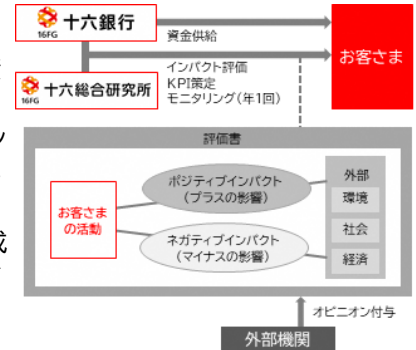 16FG 十六銀行
資金供給
お客さま
16FG 十六総合研究所
インパクト評価
KPI策定
モニタリング(年1回)
評価書
お客さま
の活動
ポジティブインパクト
(プラスの影響)
ネガティブインパクト
(マイナスの影響)
外部
環境
社会
経済
オピニオン付与
外部機関